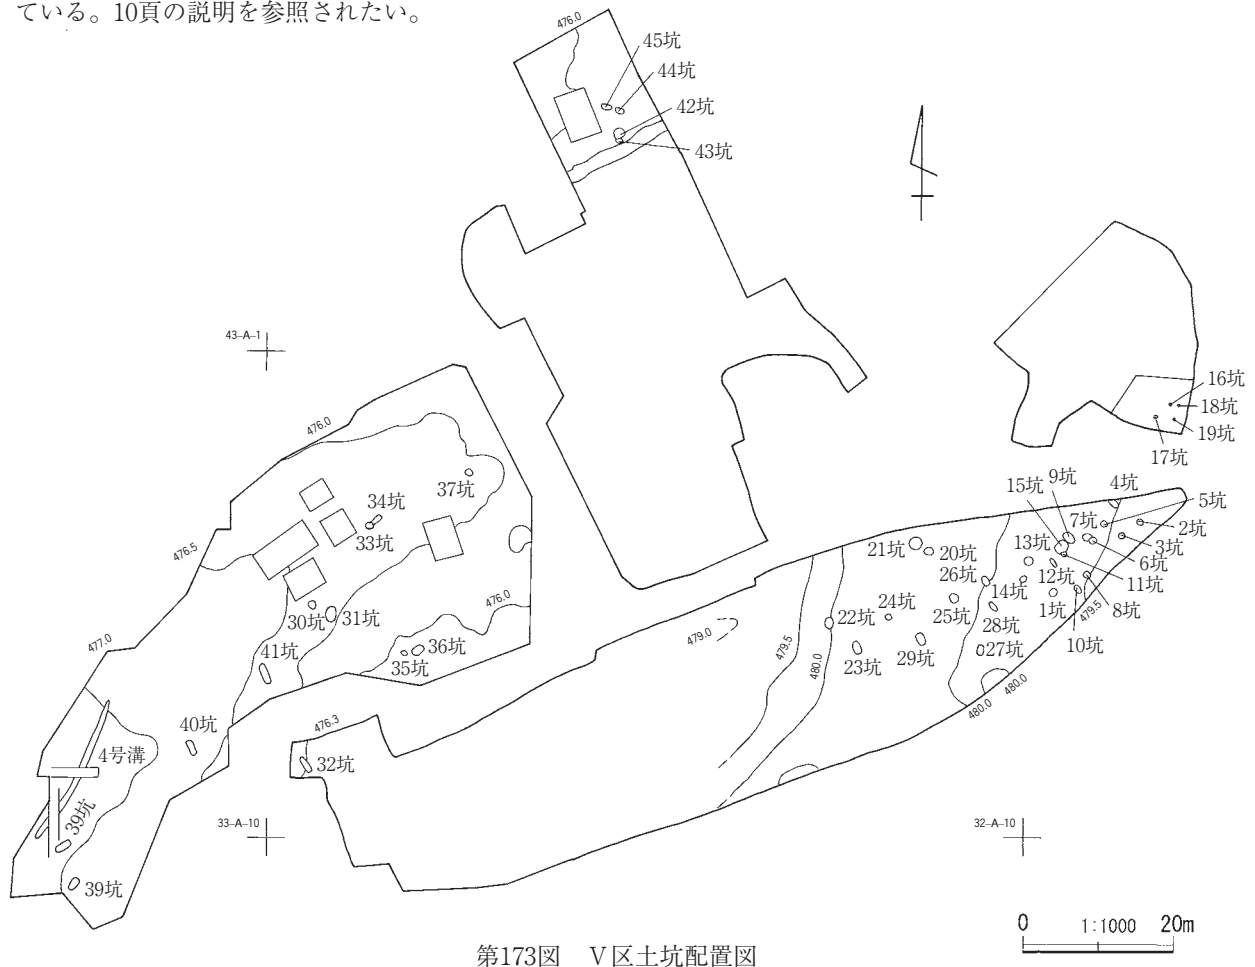 ている。10頁の説明を参照されたい。
476.0
45坑
44坑
42坑
43坑
43-A-1
16坑
18坑
19坑
17坑
476.0
37坑
34坑
33坑
476.5
30坑
31坑
476.0
36坑
35坑
41坑
477.0
40坑
4号溝
39坑
39坑
476.3
32坑
15坑
9坑
4坑
5坑
7坑
2坑
3坑
6坑
13坑
21坑
20坑
26坑
12坑
11坑
14坑
24坑
25坑
1坑
8坑
22坑
28坑
479.5
10坑
479.0
479.5
480.0
23坑
29坑
27坑
480.0
480.0
33-A-10
32-A-10
0 1:1000 20m
第173図　Ⅴ区土坑配置図